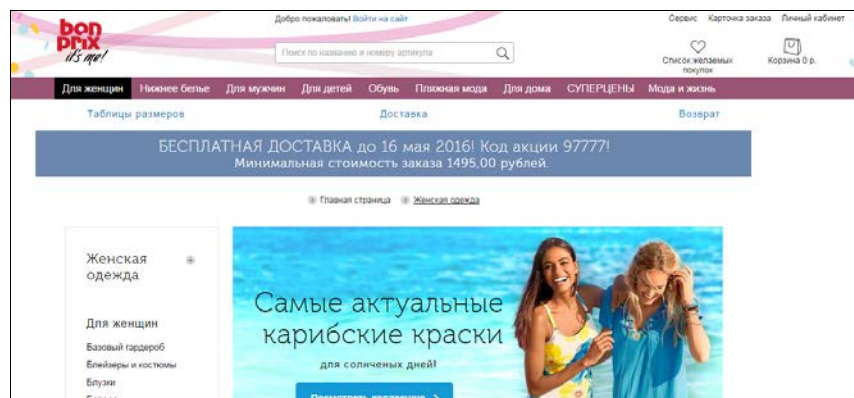 bon
prix
it's me!
Добро пожаловать! Войти на сайт
Сервис Карточка заказа Личный кабинет
Поиск по названию и номеру артикула
Список желаемых
покупок
Корзина 0 р.
Для женщин Нижнее белье Для мужчин Для детей Обувь Пляжная мода Для дома СУПЕРЦЕНЫ Мода и жизнь
Таблицы размеров Доставка Возврат
БЕСПЛАТНАЯ ДОСТАВКА до 16 мая 2016! Код акции 97777!
Минимальная стоимость заказа 1495,00 рублей.
Главная страница Женская одежда
Женская
одежда
Самые актуальные
карибские краски
для солнечных дней!
Посмотреть коллекцию >
Для женщин
Базовый гардероб
Блейзеры и костюмы
Блузки